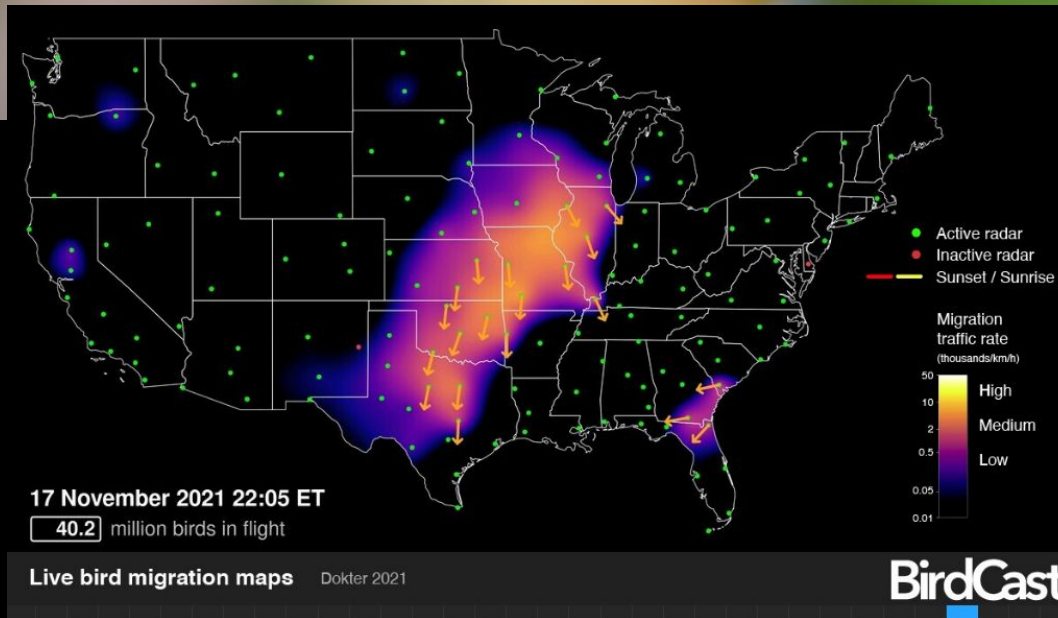 Active radar
Inactive radar
Sunset / Sunrise
Migration
traffic rate
(thousands/km/h)
50
High
10
Medium
2
0.5
Low
0.05
0.01
17 November 2021 22:05 ET
40.2 million birds in flight
Live bird migration maps Dokter 2021
BirdCast